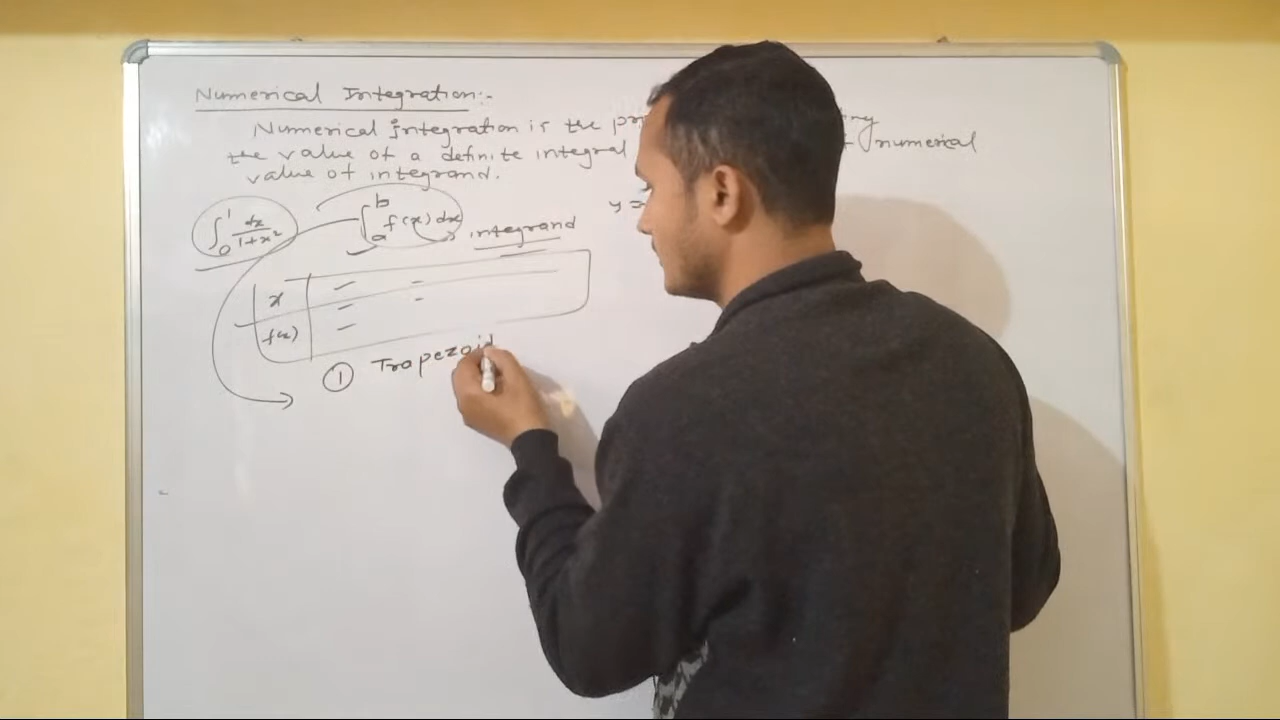 Numerical Integration:-
Numerical integration is the
the value of a definite integral numerical
value of integrand.
∫₀¹ dx/1+x² ∫ₐᵇ f(x) dx → integrand y=
x = -
f(x) = -
① Trapezoid